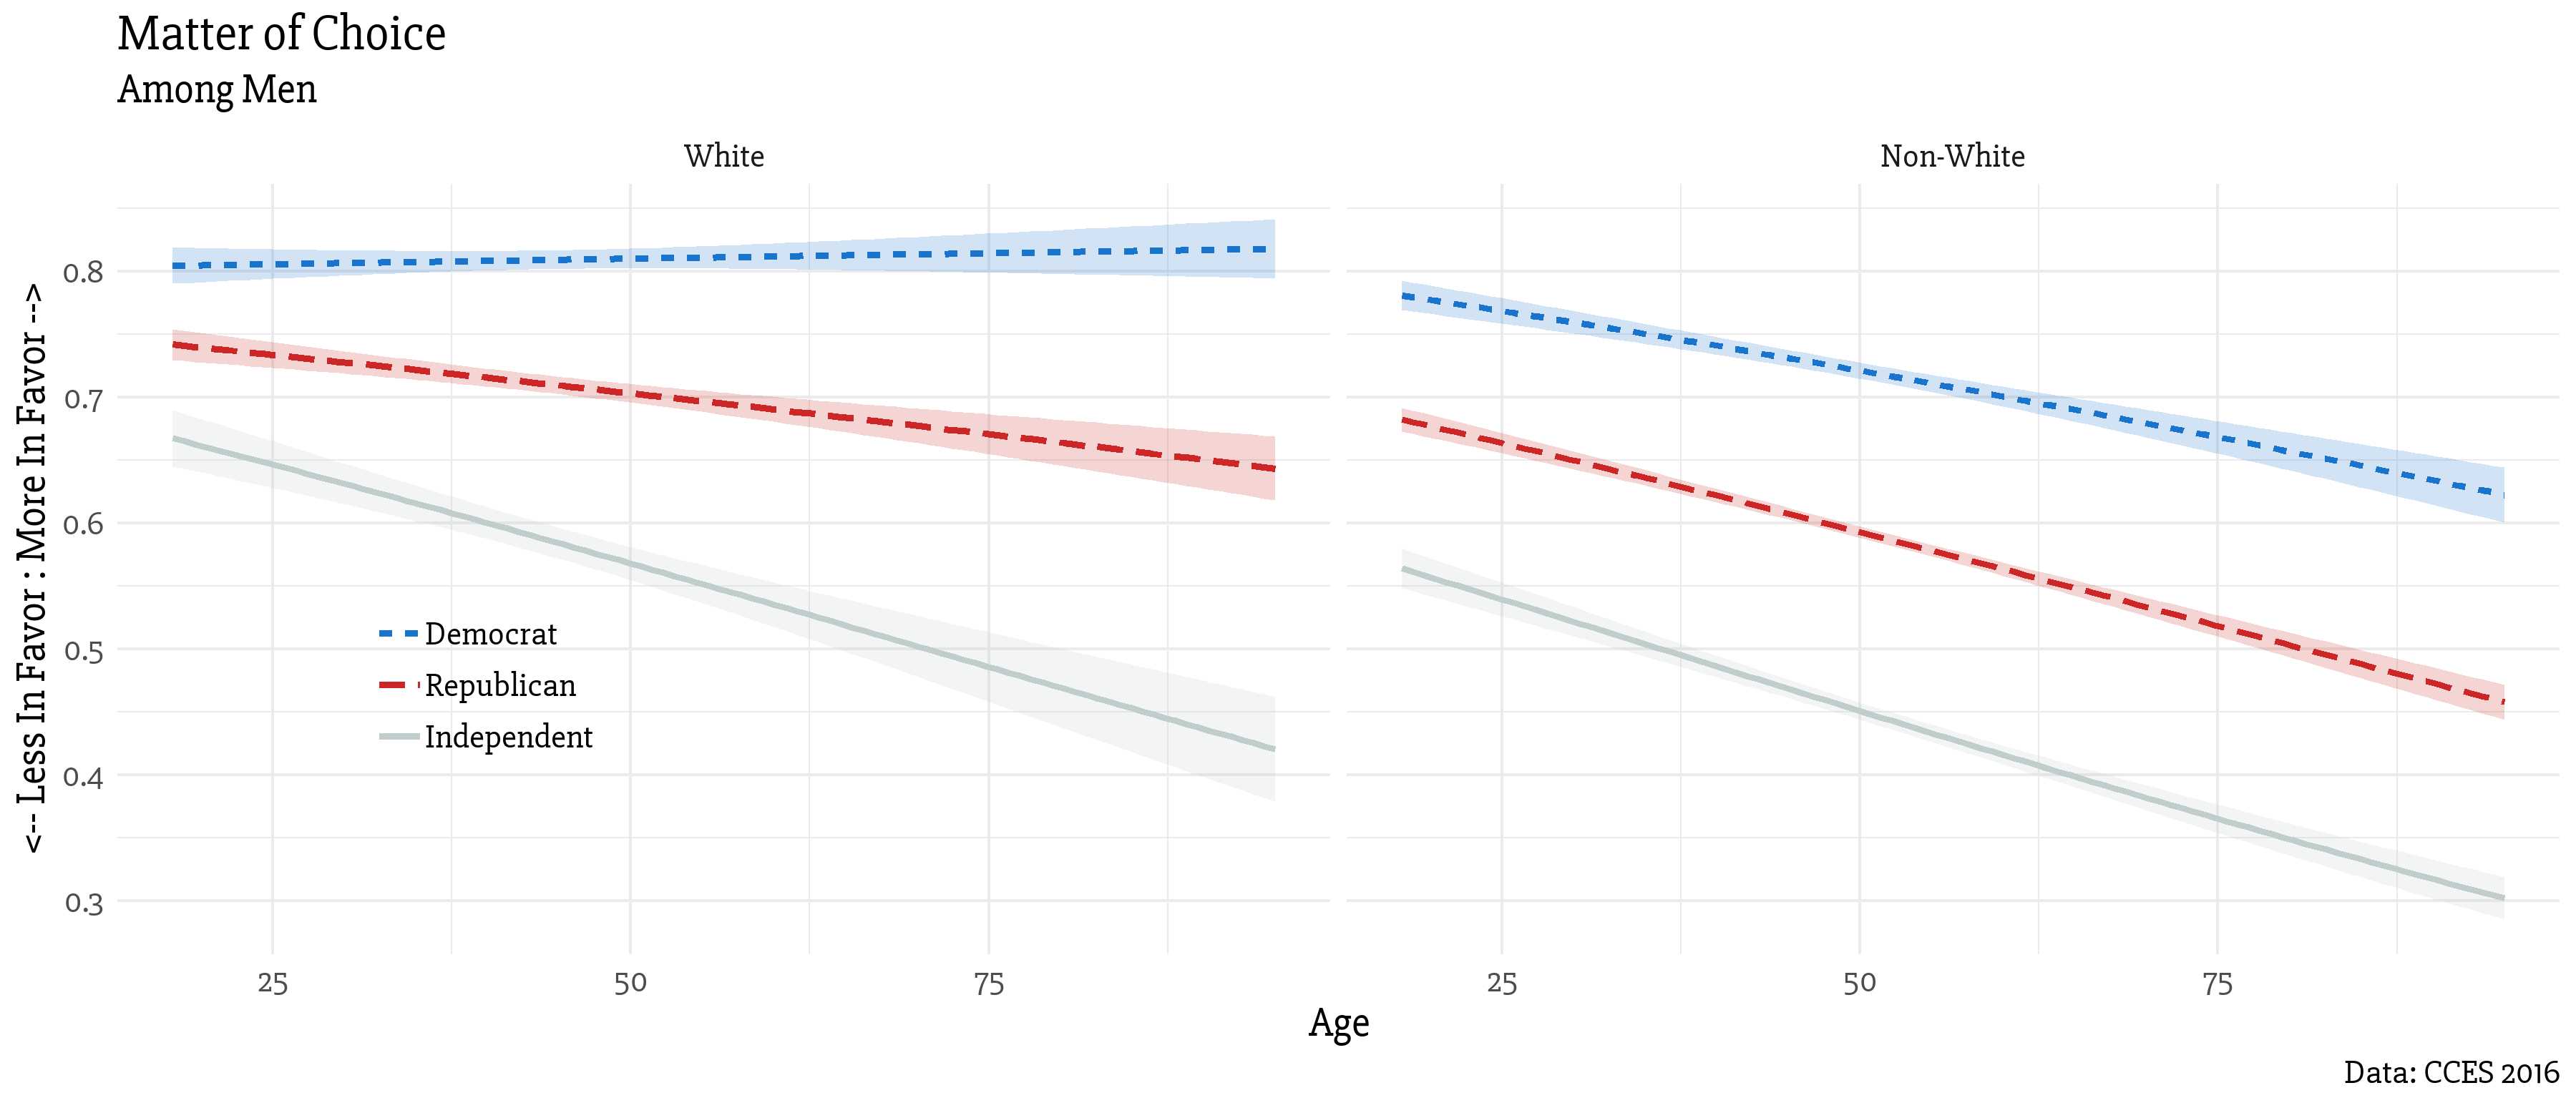 Matter of Choice
Among Men
White
Non-White
<-- Less In Favor : More In Favor -->
0.8
0.7
0.6
0.5
0.4
0.3
Democrat
Republican
Independent
25 50 75
25 50 75
Age
Data: CCES 2016